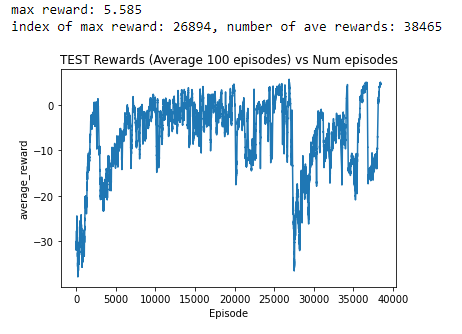 max reward: 5.585
index of max reward: 26894, number of ave rewards: 38465
TEST Rewards (Average 100 episodes) vs Num episodes
average_reward
0
−10
−20
−30
0 5000 10000 15000 20000 25000 30000 35000 40000
Episode